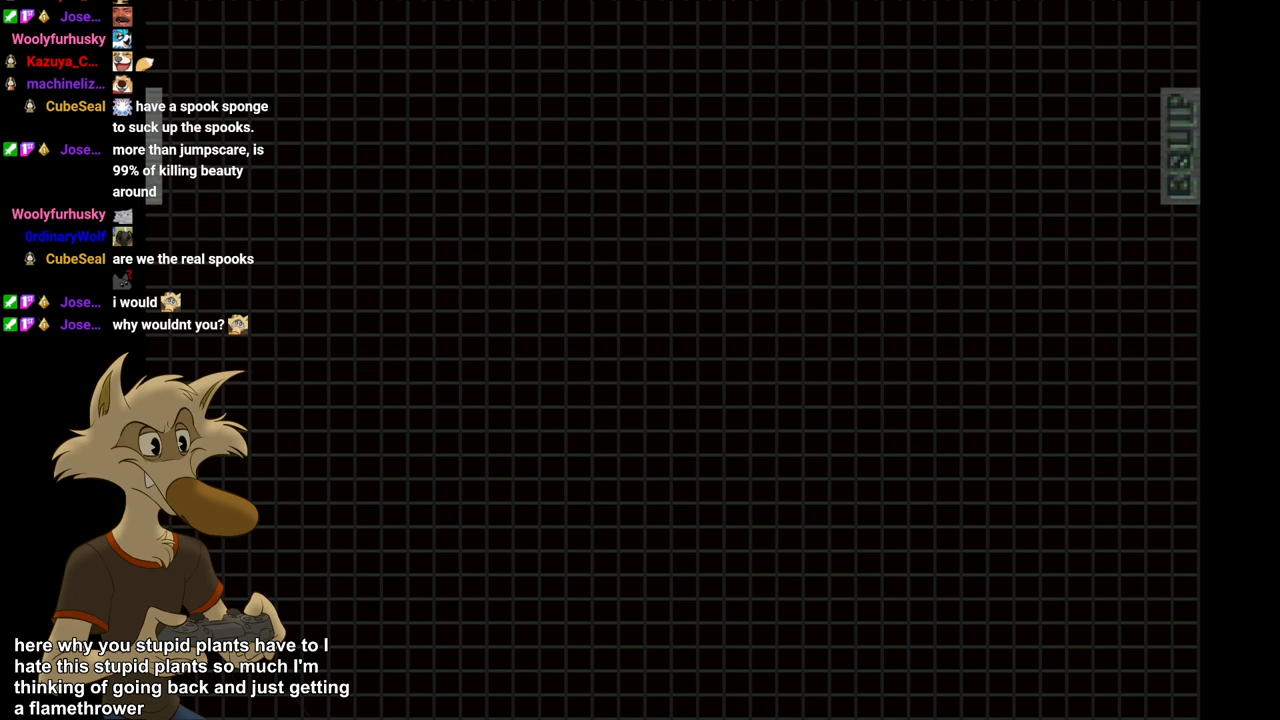 Jose...
Woolyfurhusky
Kazuya_C...
machineliz...
CubeSeal have a spook sponge
to suck up the spooks.
Jose... more than jumpscare, is
99% of killing beauty
around
Woolyfurhusky
0rdinaryWolf
CubeSeal are we the real spooks
Jose... i would
Jose... why wouldnt you?
here why you stupid plants have to I
hate this stupid plants so much I'm
thinking of going back and just getting
a flamethrower